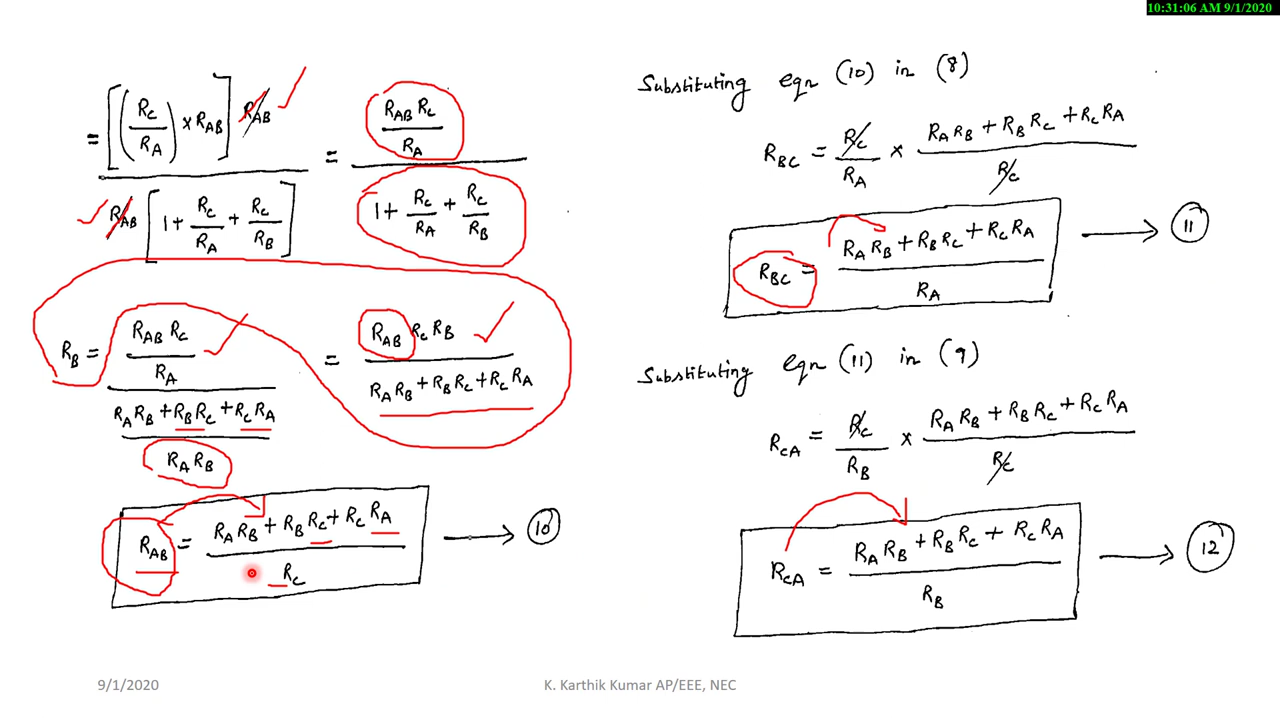 10:31:06 AM 9/1/2020
= [(R_C / R_A) × R_AB] R_AB / R_AB [1 + R_C / R_A + R_C / R_B] = (R_AB R_C / R_A) / (1 + R_C / R_A + R_C / R_B)
R_B = (R_AB R_C / R_A) / ((R_A R_B + R_B R_C + R_C R_A) / R_A R_B) = R_AB R_C R_B / (R_A R_B + R_B R_C + R_C R_A)
R_AB = (R_A R_B + R_B R_C + R_C R_A) / R_C → (10)
Substituting eqn (10) in (8)
R_BC = R_C / R_A × (R_A R_B + R_B R_C + R_C R_A) / R_C
R_BC = (R_A R_B + R_B R_C + R_C R_A) / R_A → (11)
Substituting eqn (11) in (9)
R_CA = R_C / R_B × (R_A R_B + R_B R_C + R_C R_A) / R_C
R_CA = (R_A R_B + R_B R_C + R_C R_A) / R_B → (12)
9/1/2020
K. Karthik Kumar AP/EEE, NEC